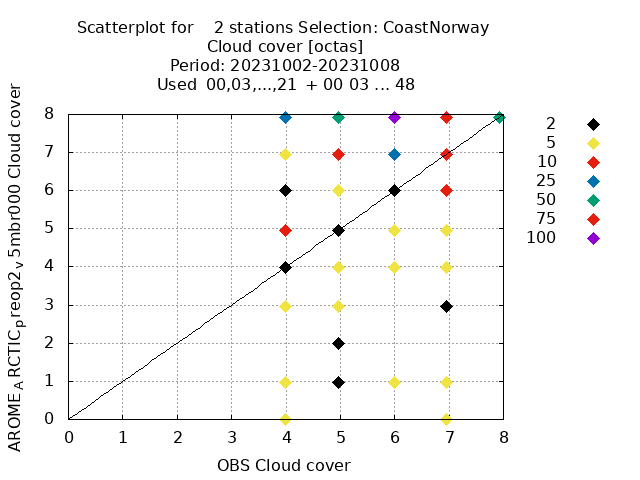 Scatterplot for 2 stations Selection: CoastNorway
Cloud cover [octas]
Period: 20231002-20231008
Used 00,03,...,21 + 00 03 ... 48
AROME_ARCTIC_preop2_v5mbr000 Cloud cover
8
7
6
5
4
3
2
1
0
0 1 2 3 4 5 6 7 8
OBS Cloud cover
2
5
10
25
50
75
100